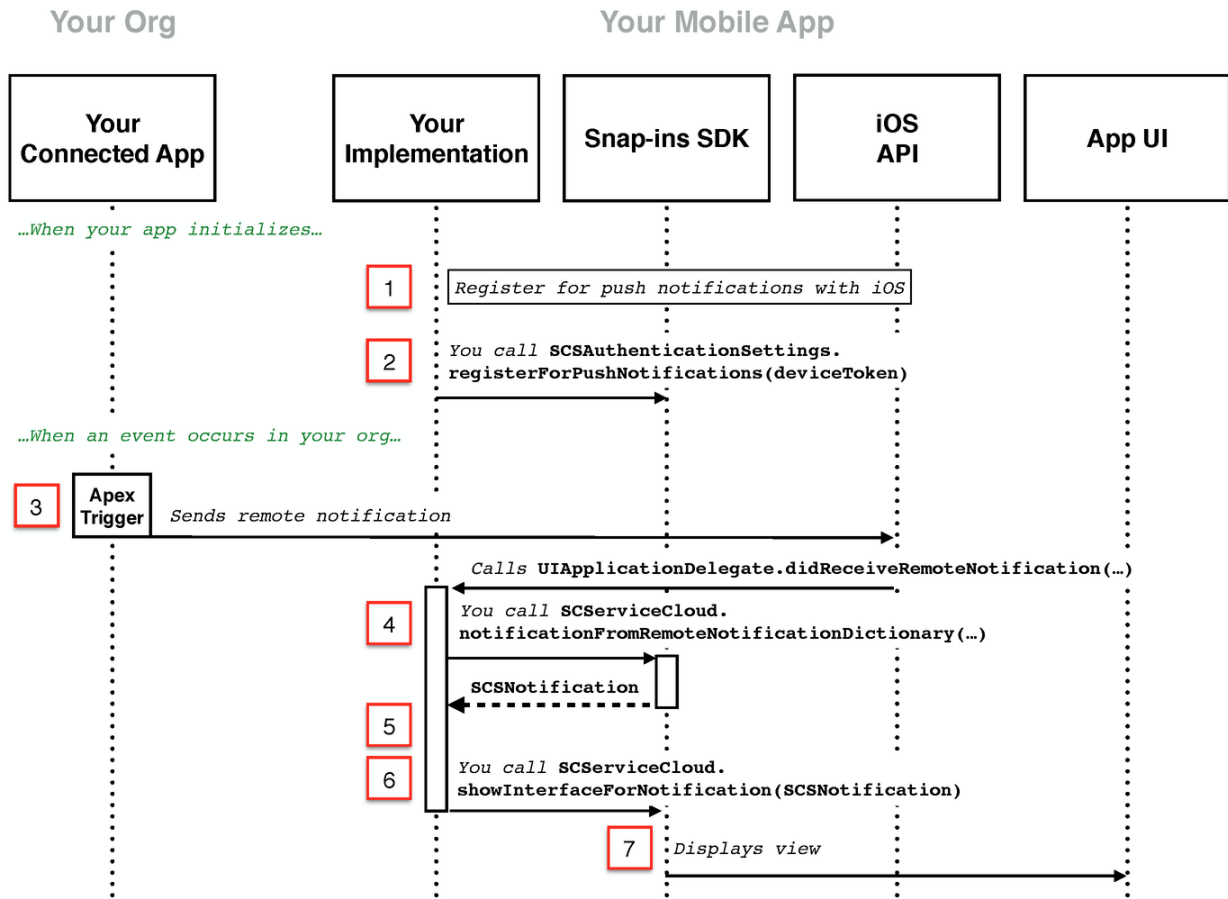 Your Org
Your Mobile App
Your
Connected App
Your
Implementation
Snap-ins SDK
iOS
API
App UI
…When your app initializes…
1
Register for push notifications with iOS
2
You call SCSAuthenticationSettings.
registerForPushNotifications(deviceToken)
…When an event occurs in your org…
3
Apex
Trigger
Sends remote notification
Calls UIApplicationDelegate.didReceiveRemoteNotification(…)
4
You call SCServiceCloud.
notificationFromRemoteNotificationDictionary(…)
SCSNotification
5
6
You call SCServiceCloud.
showInterfaceForNotification(SCSNotification)
7
Displays view